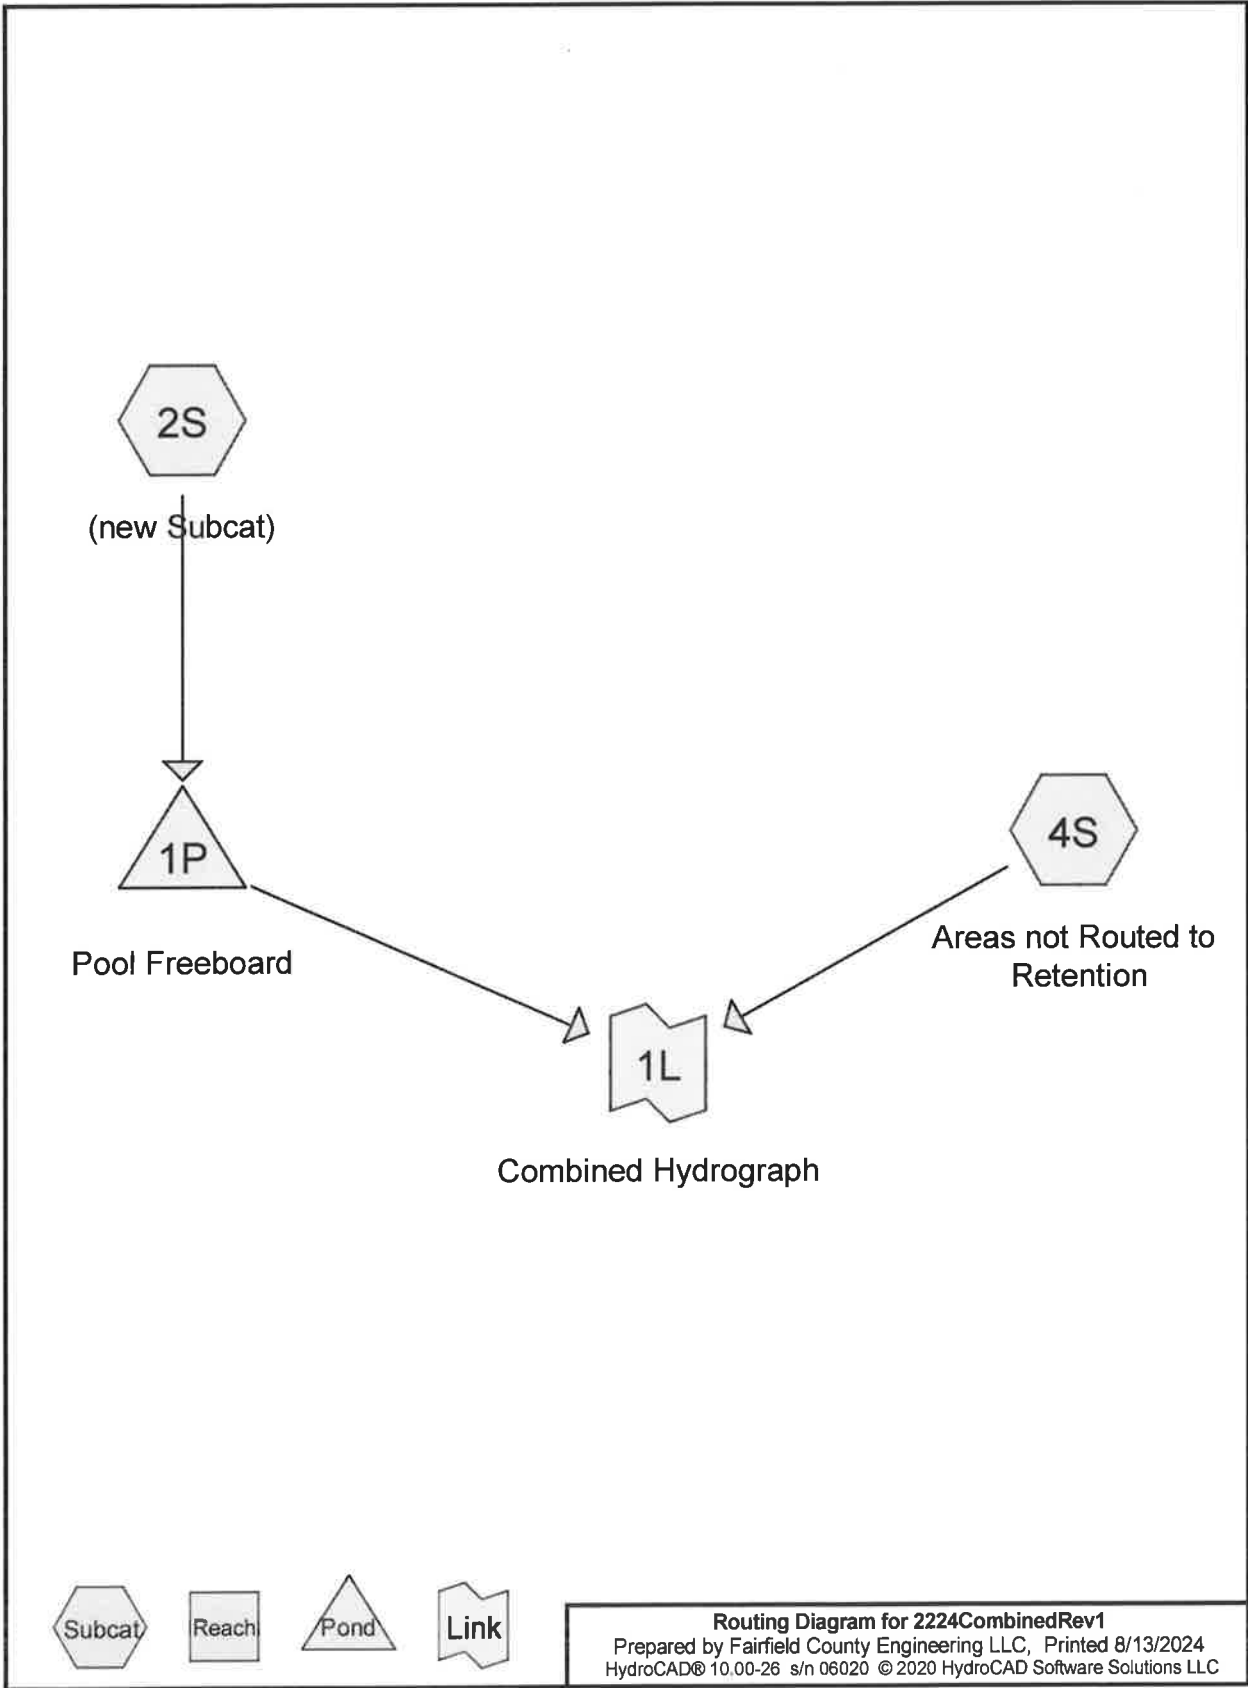 2S
(new Subcat)
1P
Pool Freeboard
4S
Areas not Routed to
Retention
1L
Combined Hydrograph
Subcat
Reach
Pond
Link
Routing Diagram for 2224CombinedRev1
Prepared by Fairfield County Engineering LLC, Printed 8/13/2024
HydroCAD® 10.00-26 s/n 06020 © 2020 HydroCAD Software Solutions LLC